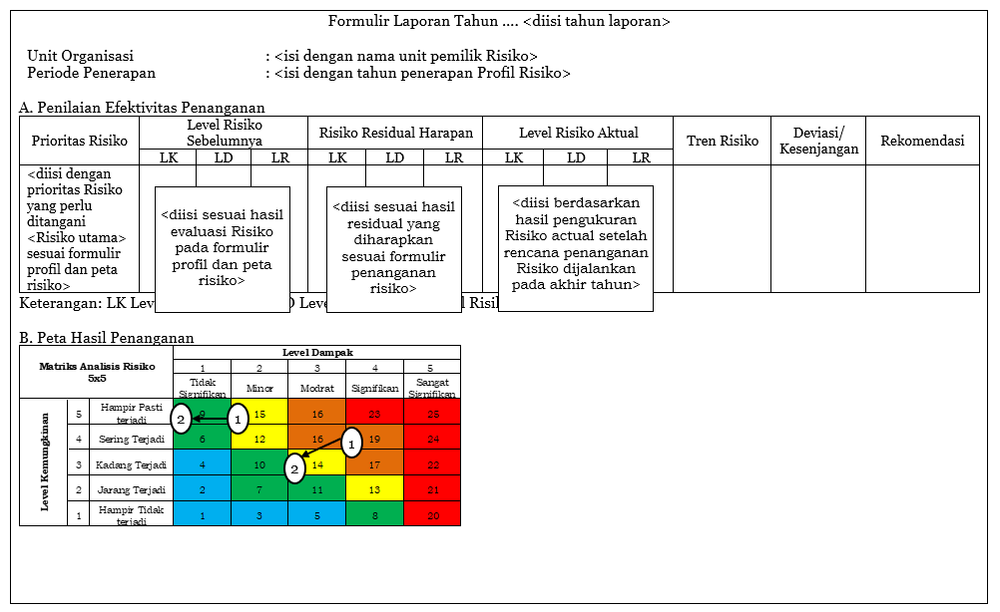 Formulir Laporan Tahun .... <diisi tahun laporan>
Unit Organisasi : <isi dengan nama unit pemilik Risiko>
Periode Penerapan : <isi dengan tahun penerapan Profil Risiko>
A. Penilaian Efektivitas Penanganan
Prioritas Risiko
Level Risiko
Sebelumnya
Risiko Residual Harapan
Level Risiko Aktual
Tren Risiko
Deviasi/
Kesenjangan
Rekomendasi
LK LD LR LK LD LR LK LD LR
<diisi dengan
prioritas Risiko
yang perlu
ditangani
<Risiko utama>
sesuai formulir
profil dan peta
risiko>
<diisi sesuai hasil
evaluasi Risiko
pada formulir
profil dan peta
risiko>
<diisi sesuai hasil
residual yang
diharapkan
sesuai formulir
penanganan
risiko>
<diisi berdasarkan
hasil pengukuran
Risiko actual setelah
rencana penanganan
Risiko dijalankan
pada akhir tahun>
Keterangan: LK
B. Peta Hasil Penanganan
Matriks Analisis Risiko
5x5
Level Dampak
1 2 3 4 5
Tidak
Signifikan
Minor
Modrat
Signifikan
Sangat
Signifikan
Level Kemungkinan
5 Hampir Pasti
terjadi
2 9 1 15 16 23 25
4 Sering Terjadi 6 12 16 1 19 24
3 Kadang Terjadi 4 10 2 14 17 22
2 Jarang Terjadi 2 7 11 13 21
1 Hampir Tidak
terjadi
1 3 5 8 20